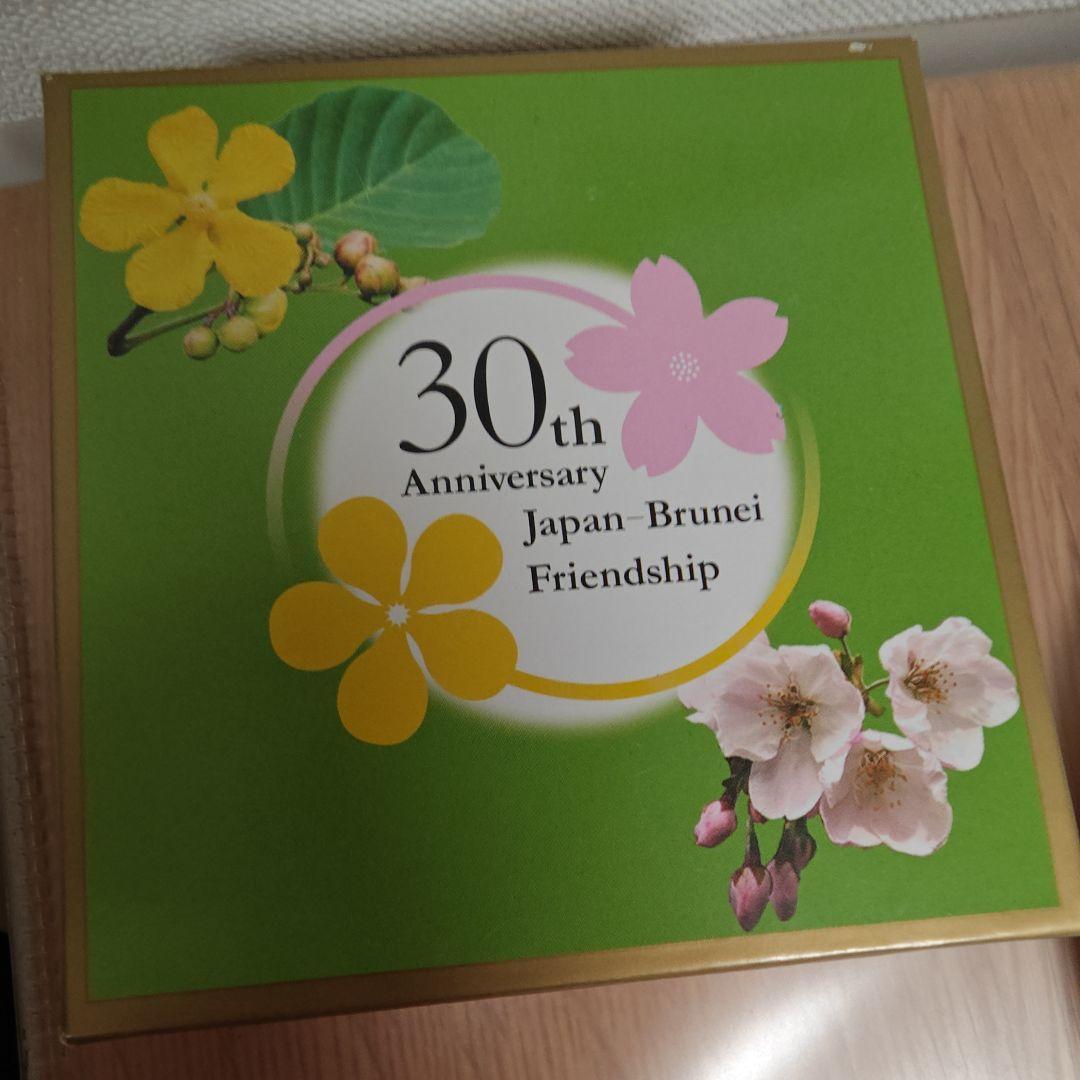 30th
Anniversary
Japan–Brunei
Friendship